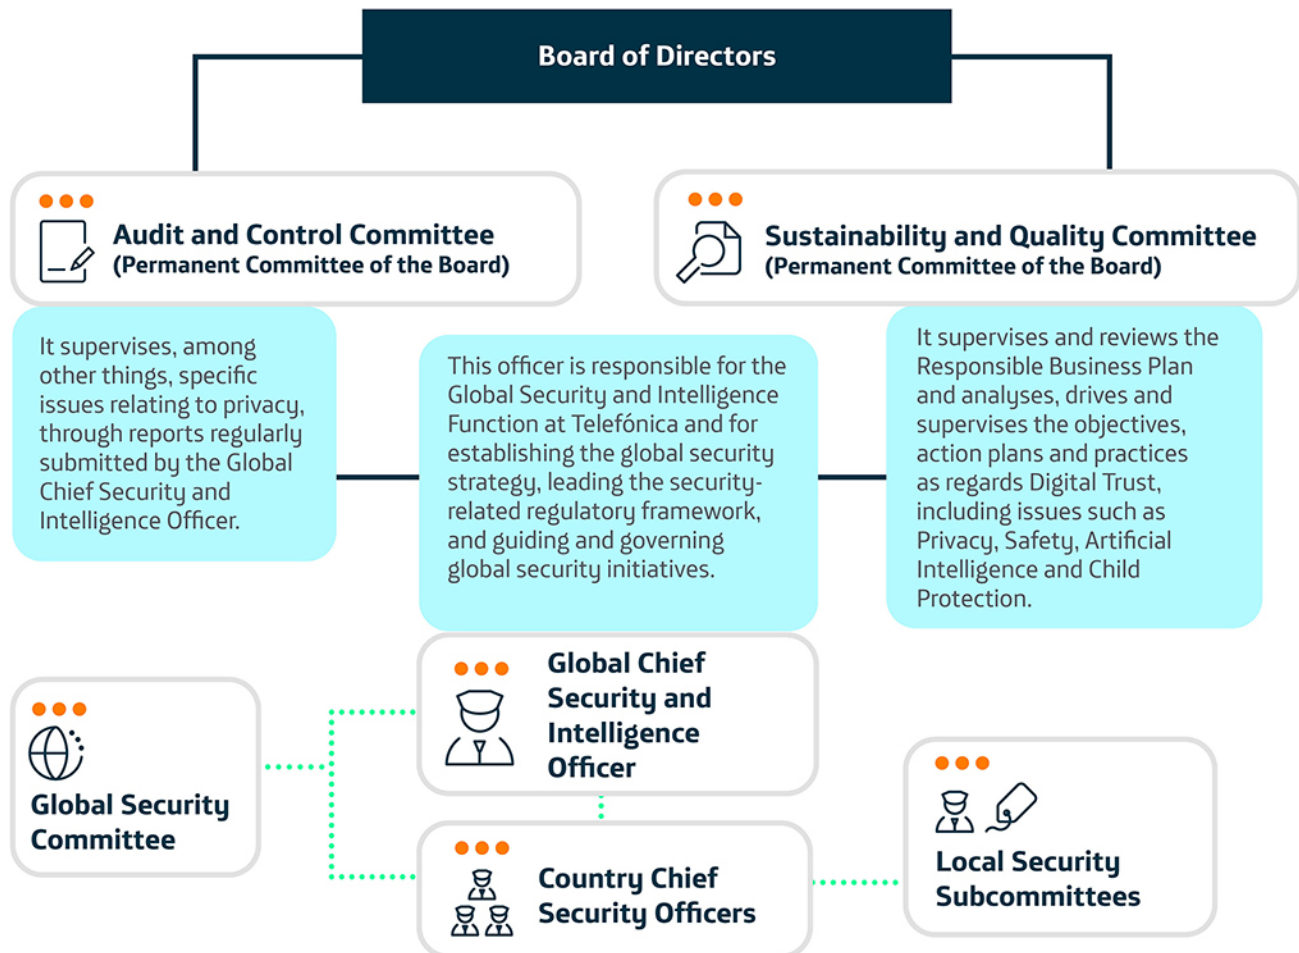 Board of Directors
Audit and Control Committee
(Permanent Committee of the Board)
Sustainability and Quality Committee
(Permanent Committee of the Board)
It supervises, among
other things, specific
issues relating to privacy,
through reports regularly
submitted by the Global
Chief Security and
Intelligence Officer.
This officer is responsible for the
Global Security and Intelligence
Function at Telefónica and for
establishing the global security
strategy, leading the security-
related regulatory framework,
and guiding and governing
global security initiatives.
It supervises and reviews the
Responsible Business Plan
and analyses, drives and
supervises the objectives,
action plans and practices
as regards Digital Trust,
including issues such as
Privacy, Safety, Artificial
Intelligence and Child
Protection.
Global Chief
Security and
Intelligence
Officer
Global Security
Committee
Country Chief
Security Officers
Local Security
Subcommittees